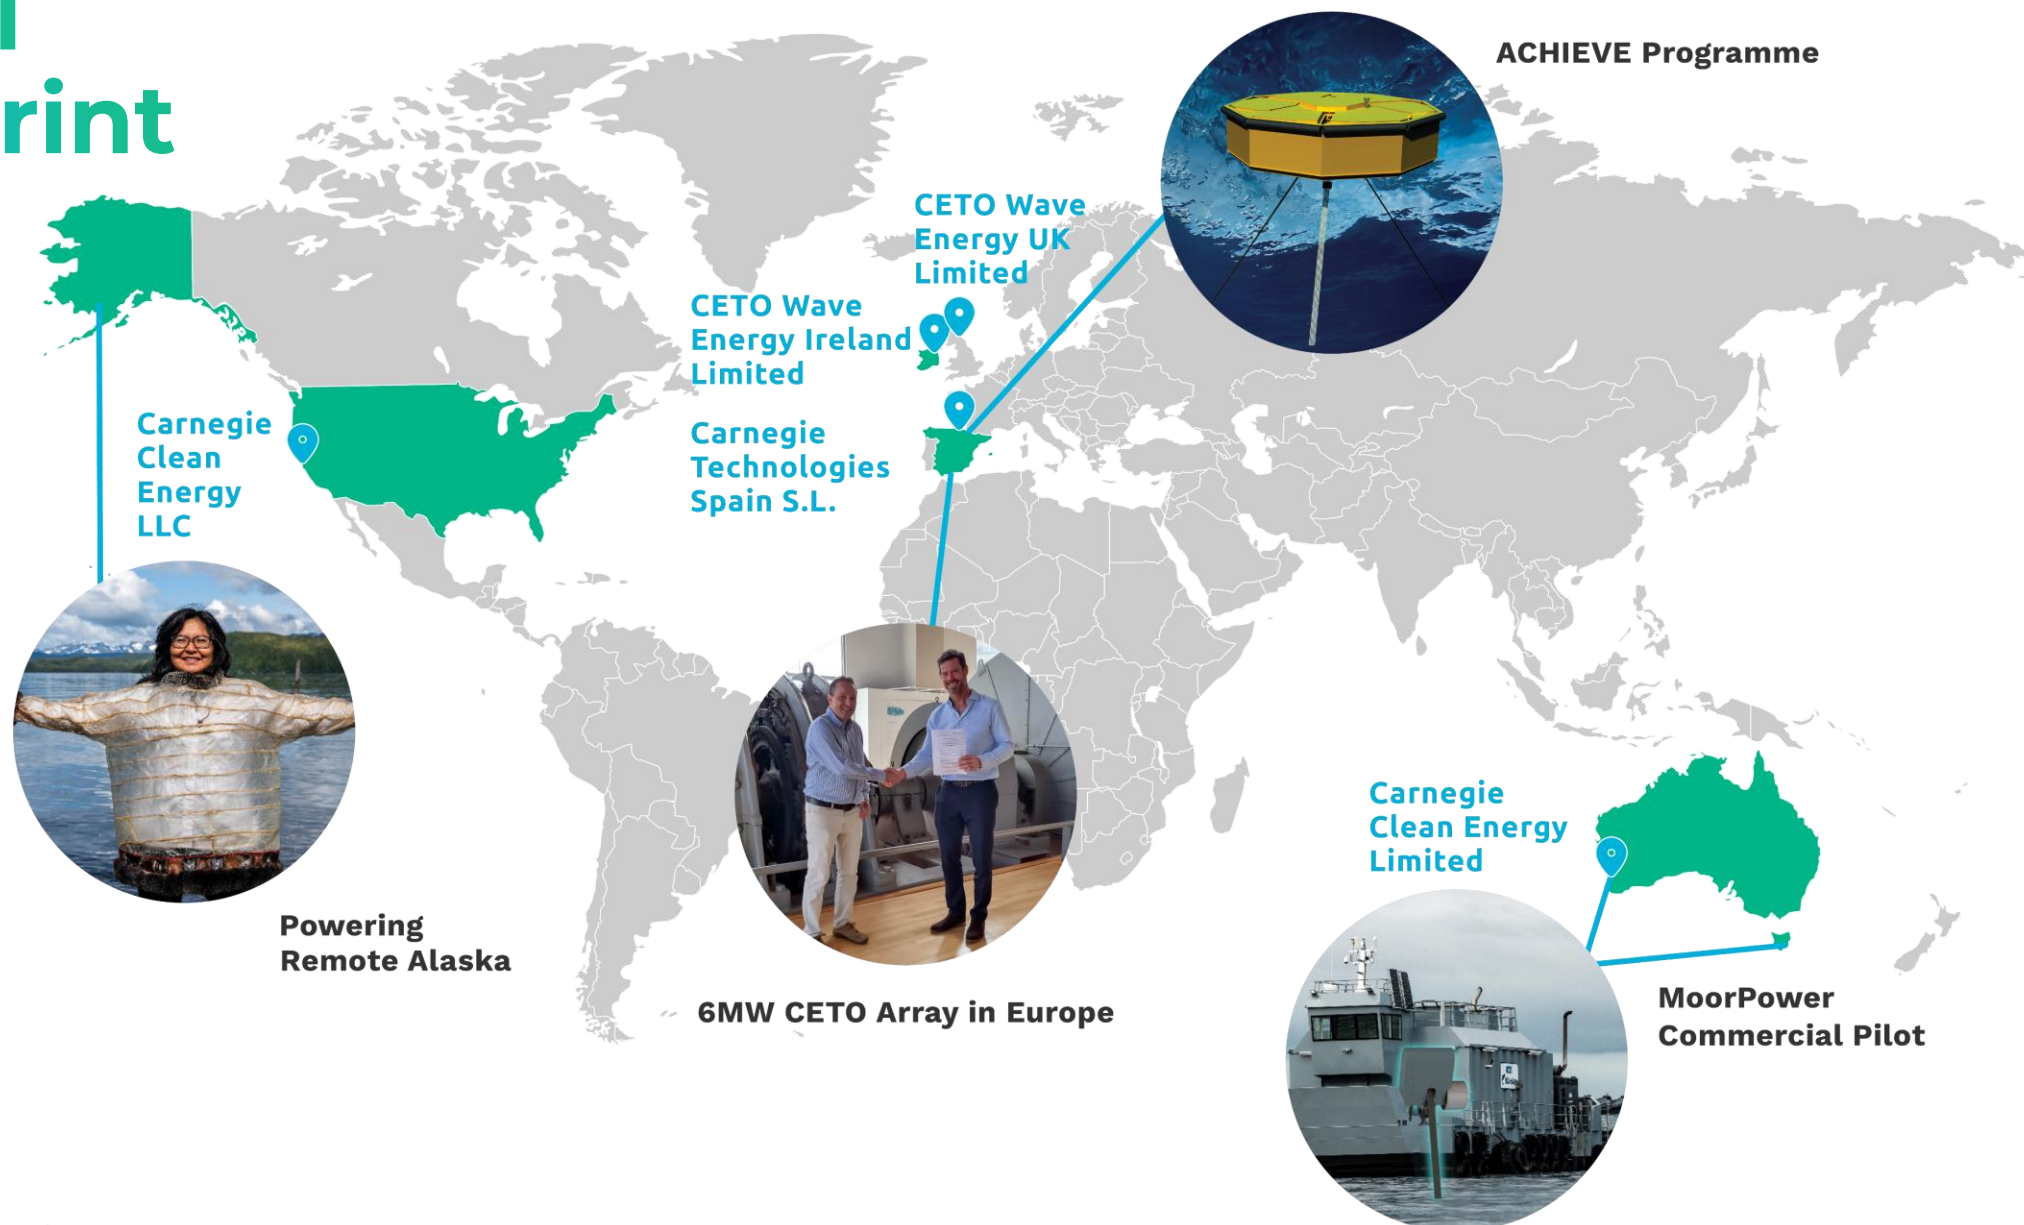 rint
ACHIEVE Programme
CETO Wave
Energy UK
Limited
CETO Wave
Energy Ireland
Limited
Carnegie
Clean
Energy
LLC
Carnegie
Technologies
Spain S.L.
Powering
Remote Alaska
6MW CETO Array in Europe
Carnegie
Clean Energy
Limited
MoorPower
Commercial Pilot